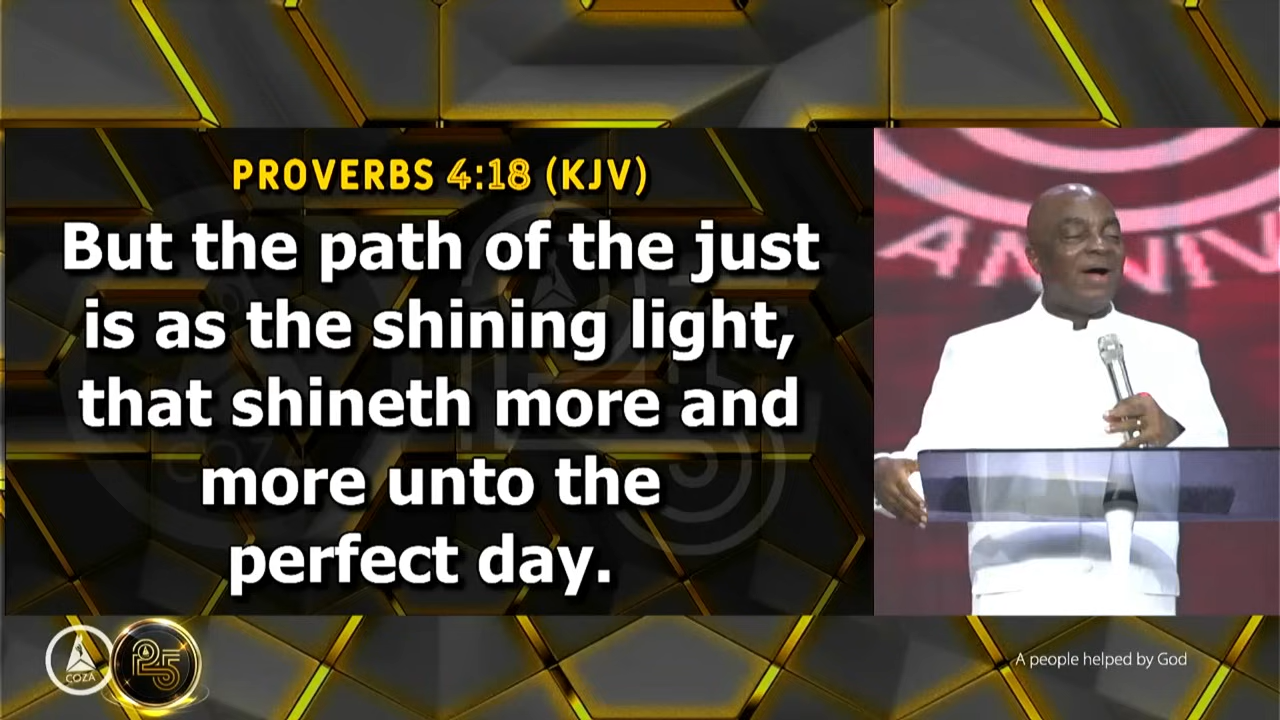 PROVERBS 4:18 (KJV)
But the path of the just
is as the shining light,
that shineth more and
more unto the
perfect day.
ANNIV
COZA
25
A people helped by God